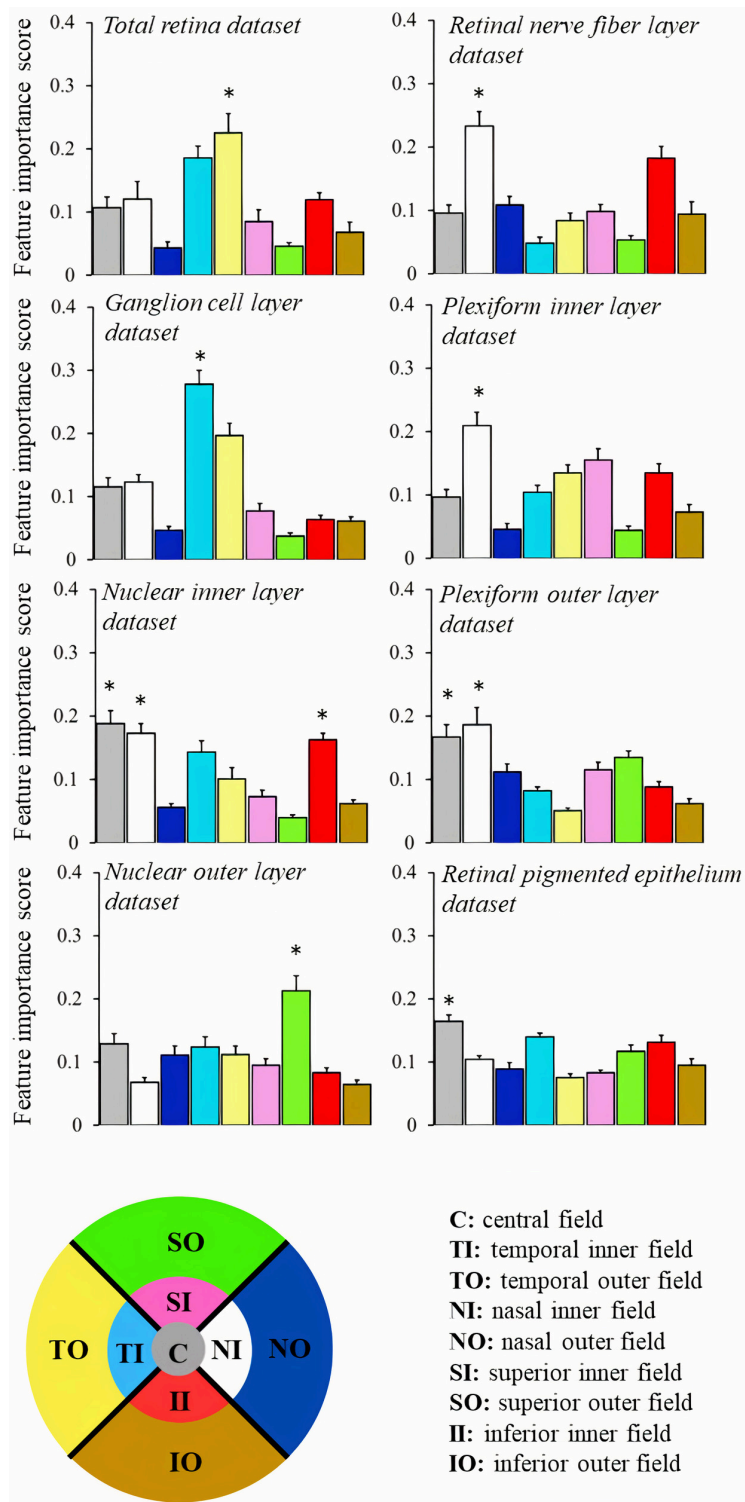 Total retina dataset
Feature importance score
0.4
0.3
0.2
0.1
0
*
Retinal nerve fiber layer
dataset
0.4
0.3
0.2
0.1
0
*
Ganglion cell layer
dataset
Feature importance score
0.4
0.3
0.2
0.1
0
*
Plexiform inner layer
dataset
0.4
0.3
0.2
0.1
0
*
Nuclear inner layer
dataset
Feature importance score
0.4
0.3
0.2
0.1
0
* * *
Plexiform outer layer
dataset
0.4
0.3
0.2
0.1
0
* *
Nuclear outer layer
dataset
Feature importance score
0.4
0.3
0.2
0.1
0
*
Retinal pigmented epithelium
dataset
0.4
0.3
0.2
0.1
0
*
SO
SI
TO TI C NI NO
II
IO
C: central field
TI: temporal inner field
TO: temporal outer field
NI: nasal inner field
NO: nasal outer field
SI: superior inner field
SO: superior outer field
II: inferior inner field
IO: inferior outer field